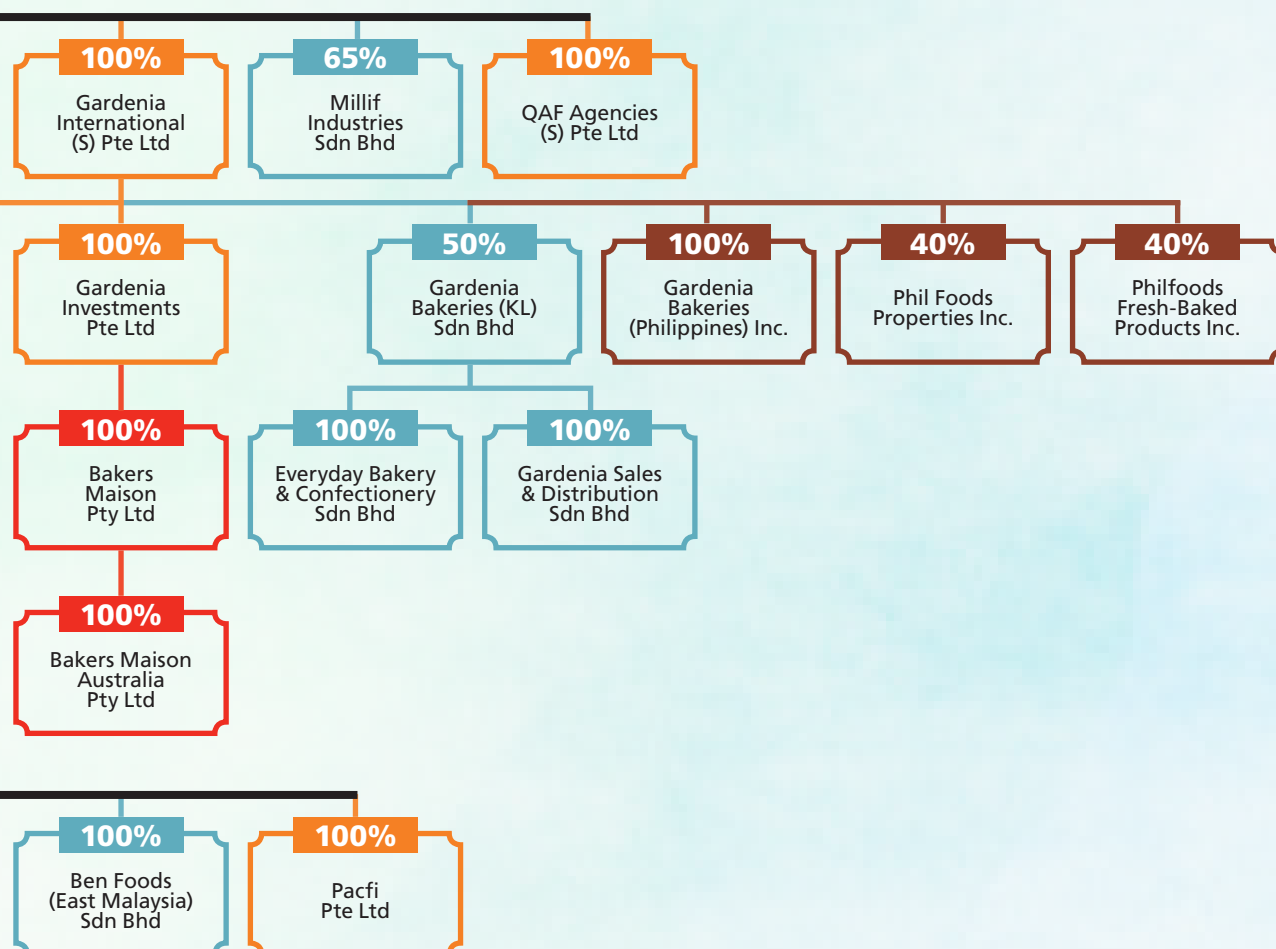 100%
Gardenia
International
(S) Pte Ltd
65%
Millif
Industries
Sdn Bhd
100%
QAF Agencies
(S) Pte Ltd
100%
Gardenia
Investments
Pte Ltd
50%
Gardenia
Bakeries (KL)
Sdn Bhd
100%
Gardenia
Bakeries
(Philippines) Inc.
40%
Phil Foods
Properties Inc.
40%
Philfoods
Fresh-Baked
Products Inc.
100%
Bakers
Maison
Pty Ltd
100%
Everyday Bakery
& Confectionery
Sdn Bhd
100%
Gardenia Sales
& Distribution
Sdn Bhd
100%
Bakers Maison
Australia
Pty Ltd
100%
Ben Foods
(East Malaysia)
Sdn Bhd
100%
Pacfi
Pte Ltd